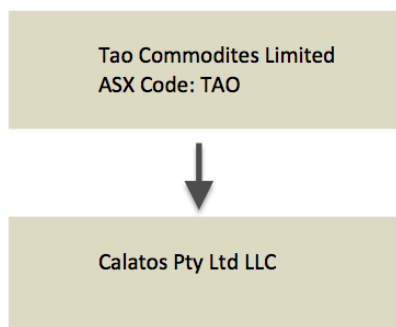 Tao Commodites Limited
ASX Code: TAO
Calatos Pty Ltd LLC